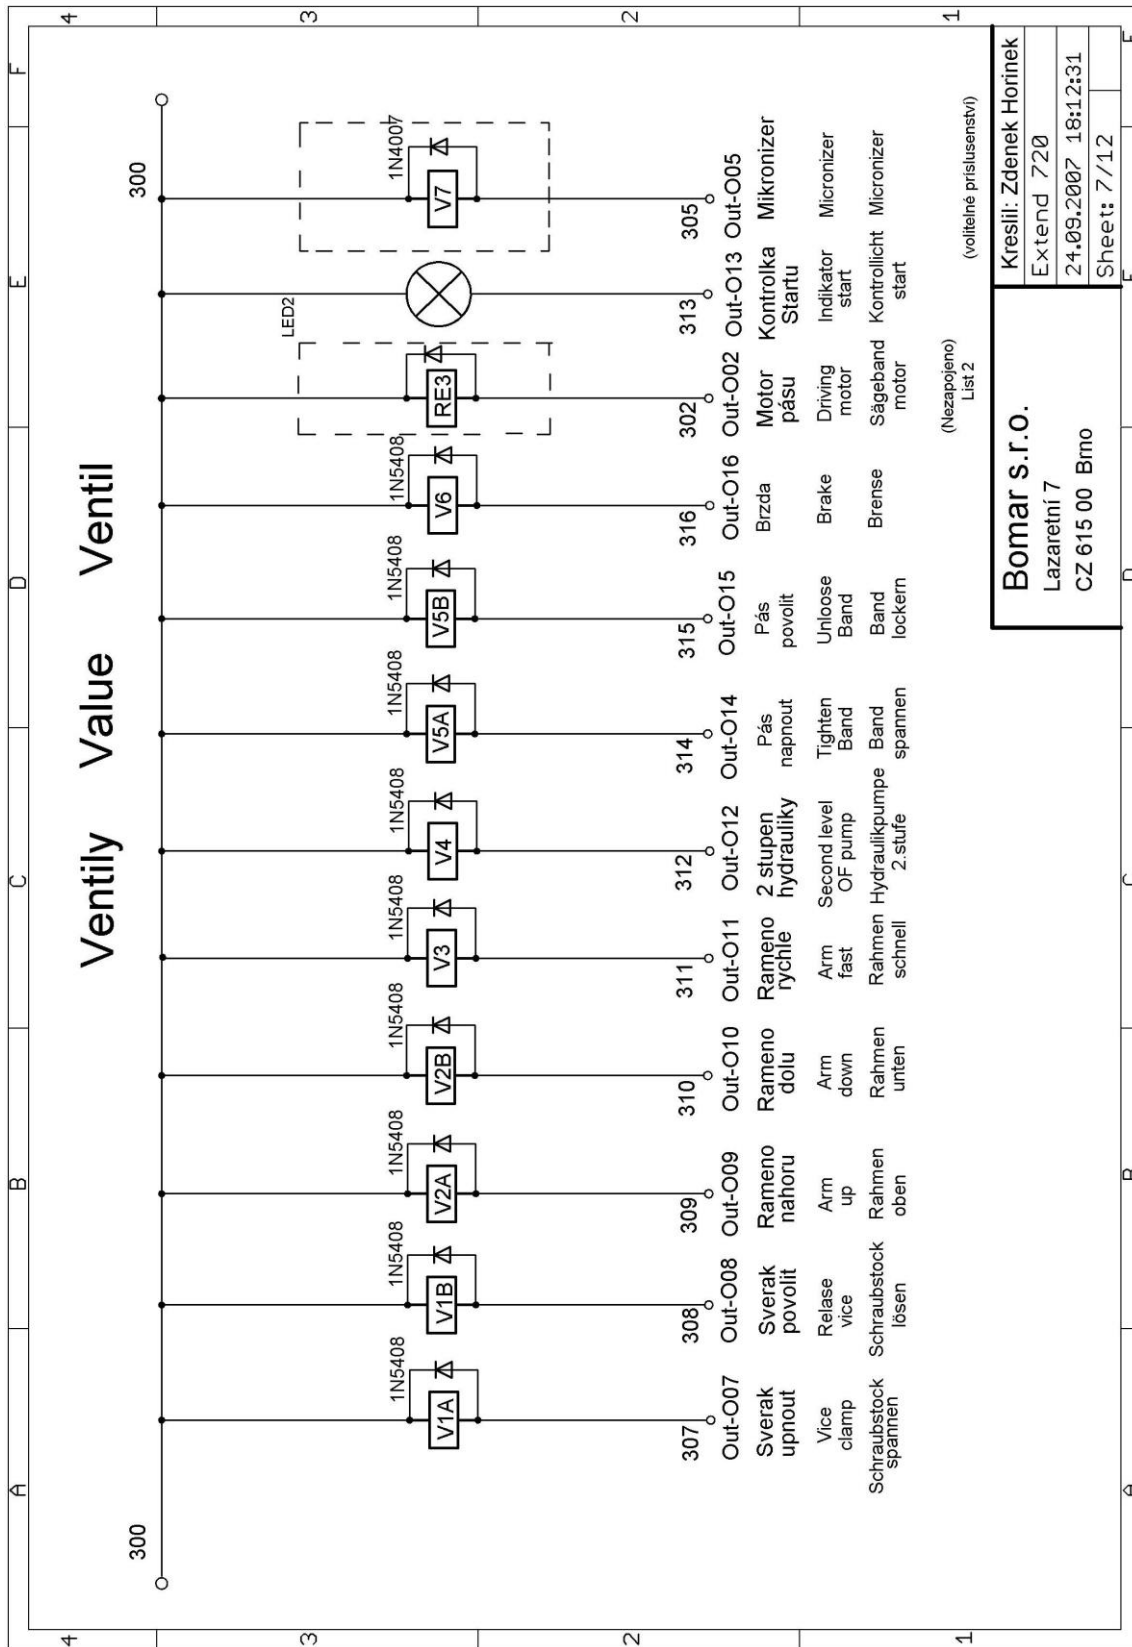 A B C D E F
4
Ventily Value Ventil
300 300
3
LED2
1N5408 1N5408 1N5408 1N5408 1N5408 1N5408 1N5408 1N5408 1N5408 1N4007
V1A V1B V2A V2B V3 V4 V5A V5B V6 RE3 V7
2
307 308 309 310 311 312 314 315 316 302 313 305
Out-O07 Out-O08 Out-O09 Out-O10 Out-O11 Out-O12 Out-O14 Out-O15 Out-O16 Out-O02 Out-O13 Out-O05
Sverak
upnout
Vice
clamp
Schraubstock
spannen
Sverak
povolit
Relase
vice
Schraubstock
lösen
Rameno
nahoru
Arm
up
Rahmen
oben
Rameno
dolu
Arm
down
Rahmen
unten
Rameno
rychle
Arm
fast
Rahmen
schnell
2 stupen
hydrauliky
Second level
OF pump
Hydraulikpumpe
2.stufe
Pás
napnout
Tighten
Band
Band
spannen
Pás
povolit
Unloose
Band
Band
lockern
Brzda
Brake
Brense
Motor
pásu
Driving
motor
Sägeband
motor
(Nezapojeno)
List 2
Kontrolka
Startu
Indikator
start
Kontrollicht
start
Mikronizer
Micronizer
Micronizer
(volitelné príslusenství)
1
Bomar s.r.o.
Lazaretní 7
CZ 615 00 Brno
Kreslil: Zdenek Horinek
Extend 720
24.09.2007 18:12:31
Sheet: 7/12
A B C D E F
4
3
2
1